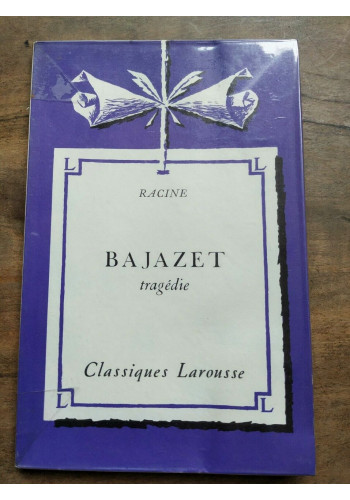 L L
RACINE
BAJAZET
tragédie
Classiques Larousse
L L